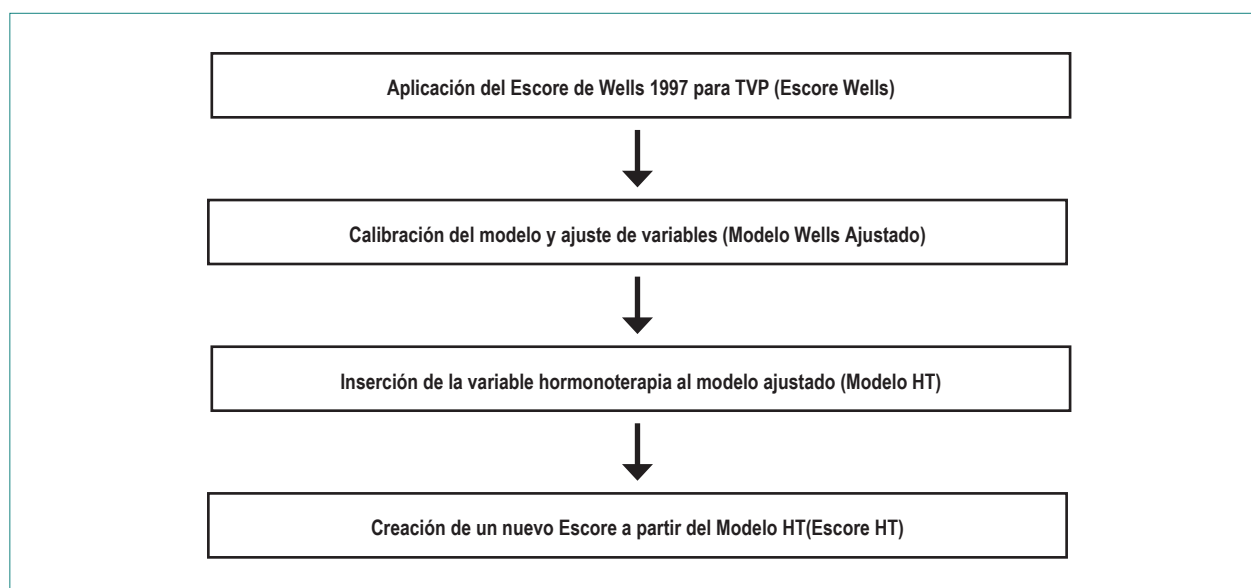 Aplicación del Escore de Wells 1997 para TVP (Escore Wells)
Calibración del modelo y ajuste de variables (Modelo Wells Ajustado)
Inserción de la variable hormonoterapia al modelo ajustado (Modelo HT)
Creación de un nuevo Escore a partir del Modelo HT(Escore HT)